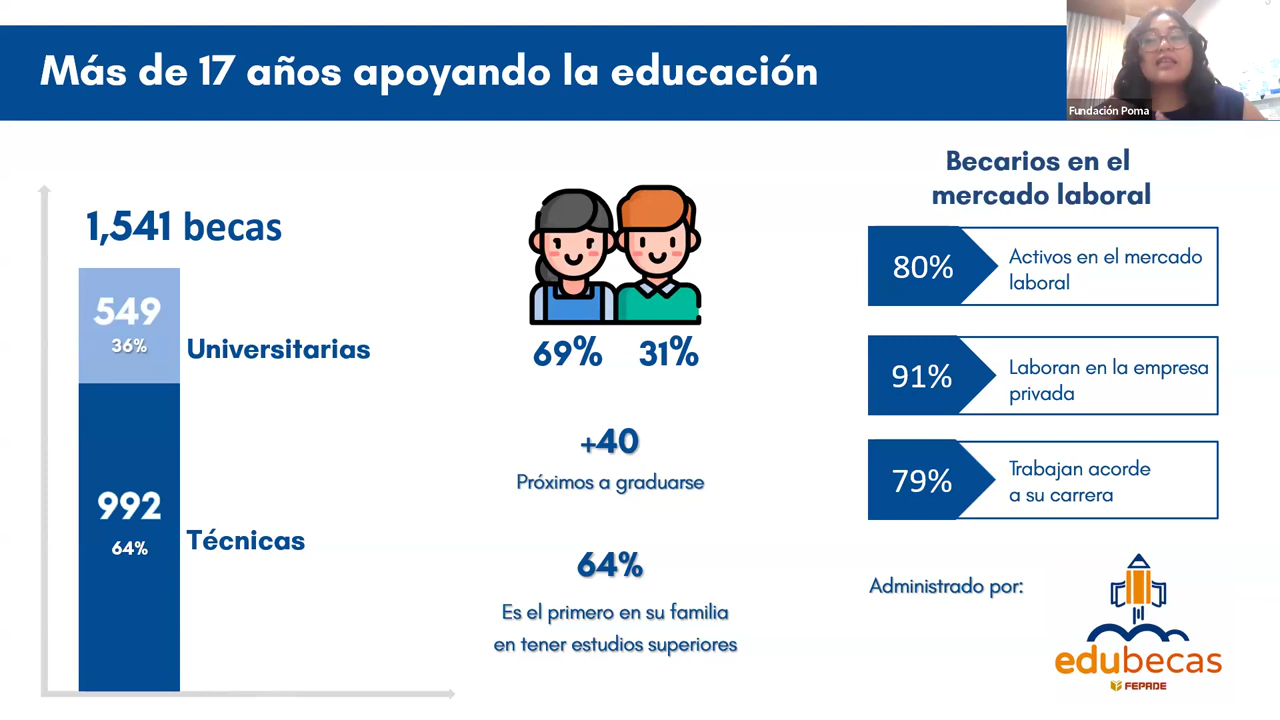 Más de 17 años apoyando la educación
Fundación Poma
1,541 becas
549
36%
Universitarias
992
64%
Técnicas
69%
31%
+40
Próximos a graduarse
64%
Es el primero en su familia
en tener estudios superiores
Becarios en el
mercado laboral
80%
Activos en el mercado
laboral
91%
Laboran en la empresa
privada
79%
Trabajan acorde
a su carrera
Administrado por:
edubecas
FEPADE